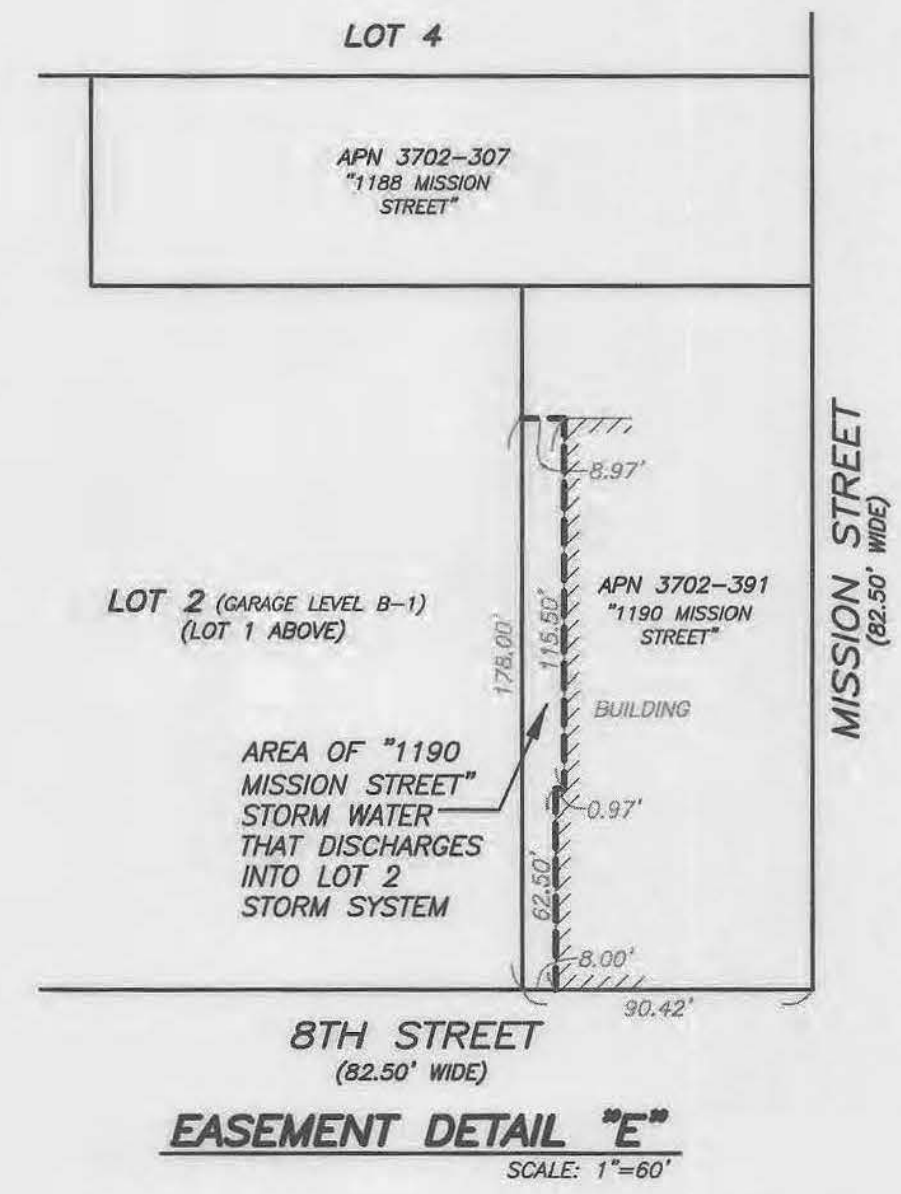 LOT 4
APN 3702-307
"1188 MISSION
STREET"
MISSION STREET
(82.50' WIDE)
8.97'
LOT 2 (GARAGE LEVEL B-1)
(LOT 1 ABOVE)
178.00'
115.50'
APN 3702-391
"1190 MISSION
STREET"
BUILDING
AREA OF "1190
MISSION STREET"
STORM WATER
THAT DISCHARGES
INTO LOT 2
STORM SYSTEM
0.97'
62.50'
8.00'
90.42'
8TH STREET
(82.50' WIDE)
EASEMENT DETAIL "E"
SCALE: 1"=60'